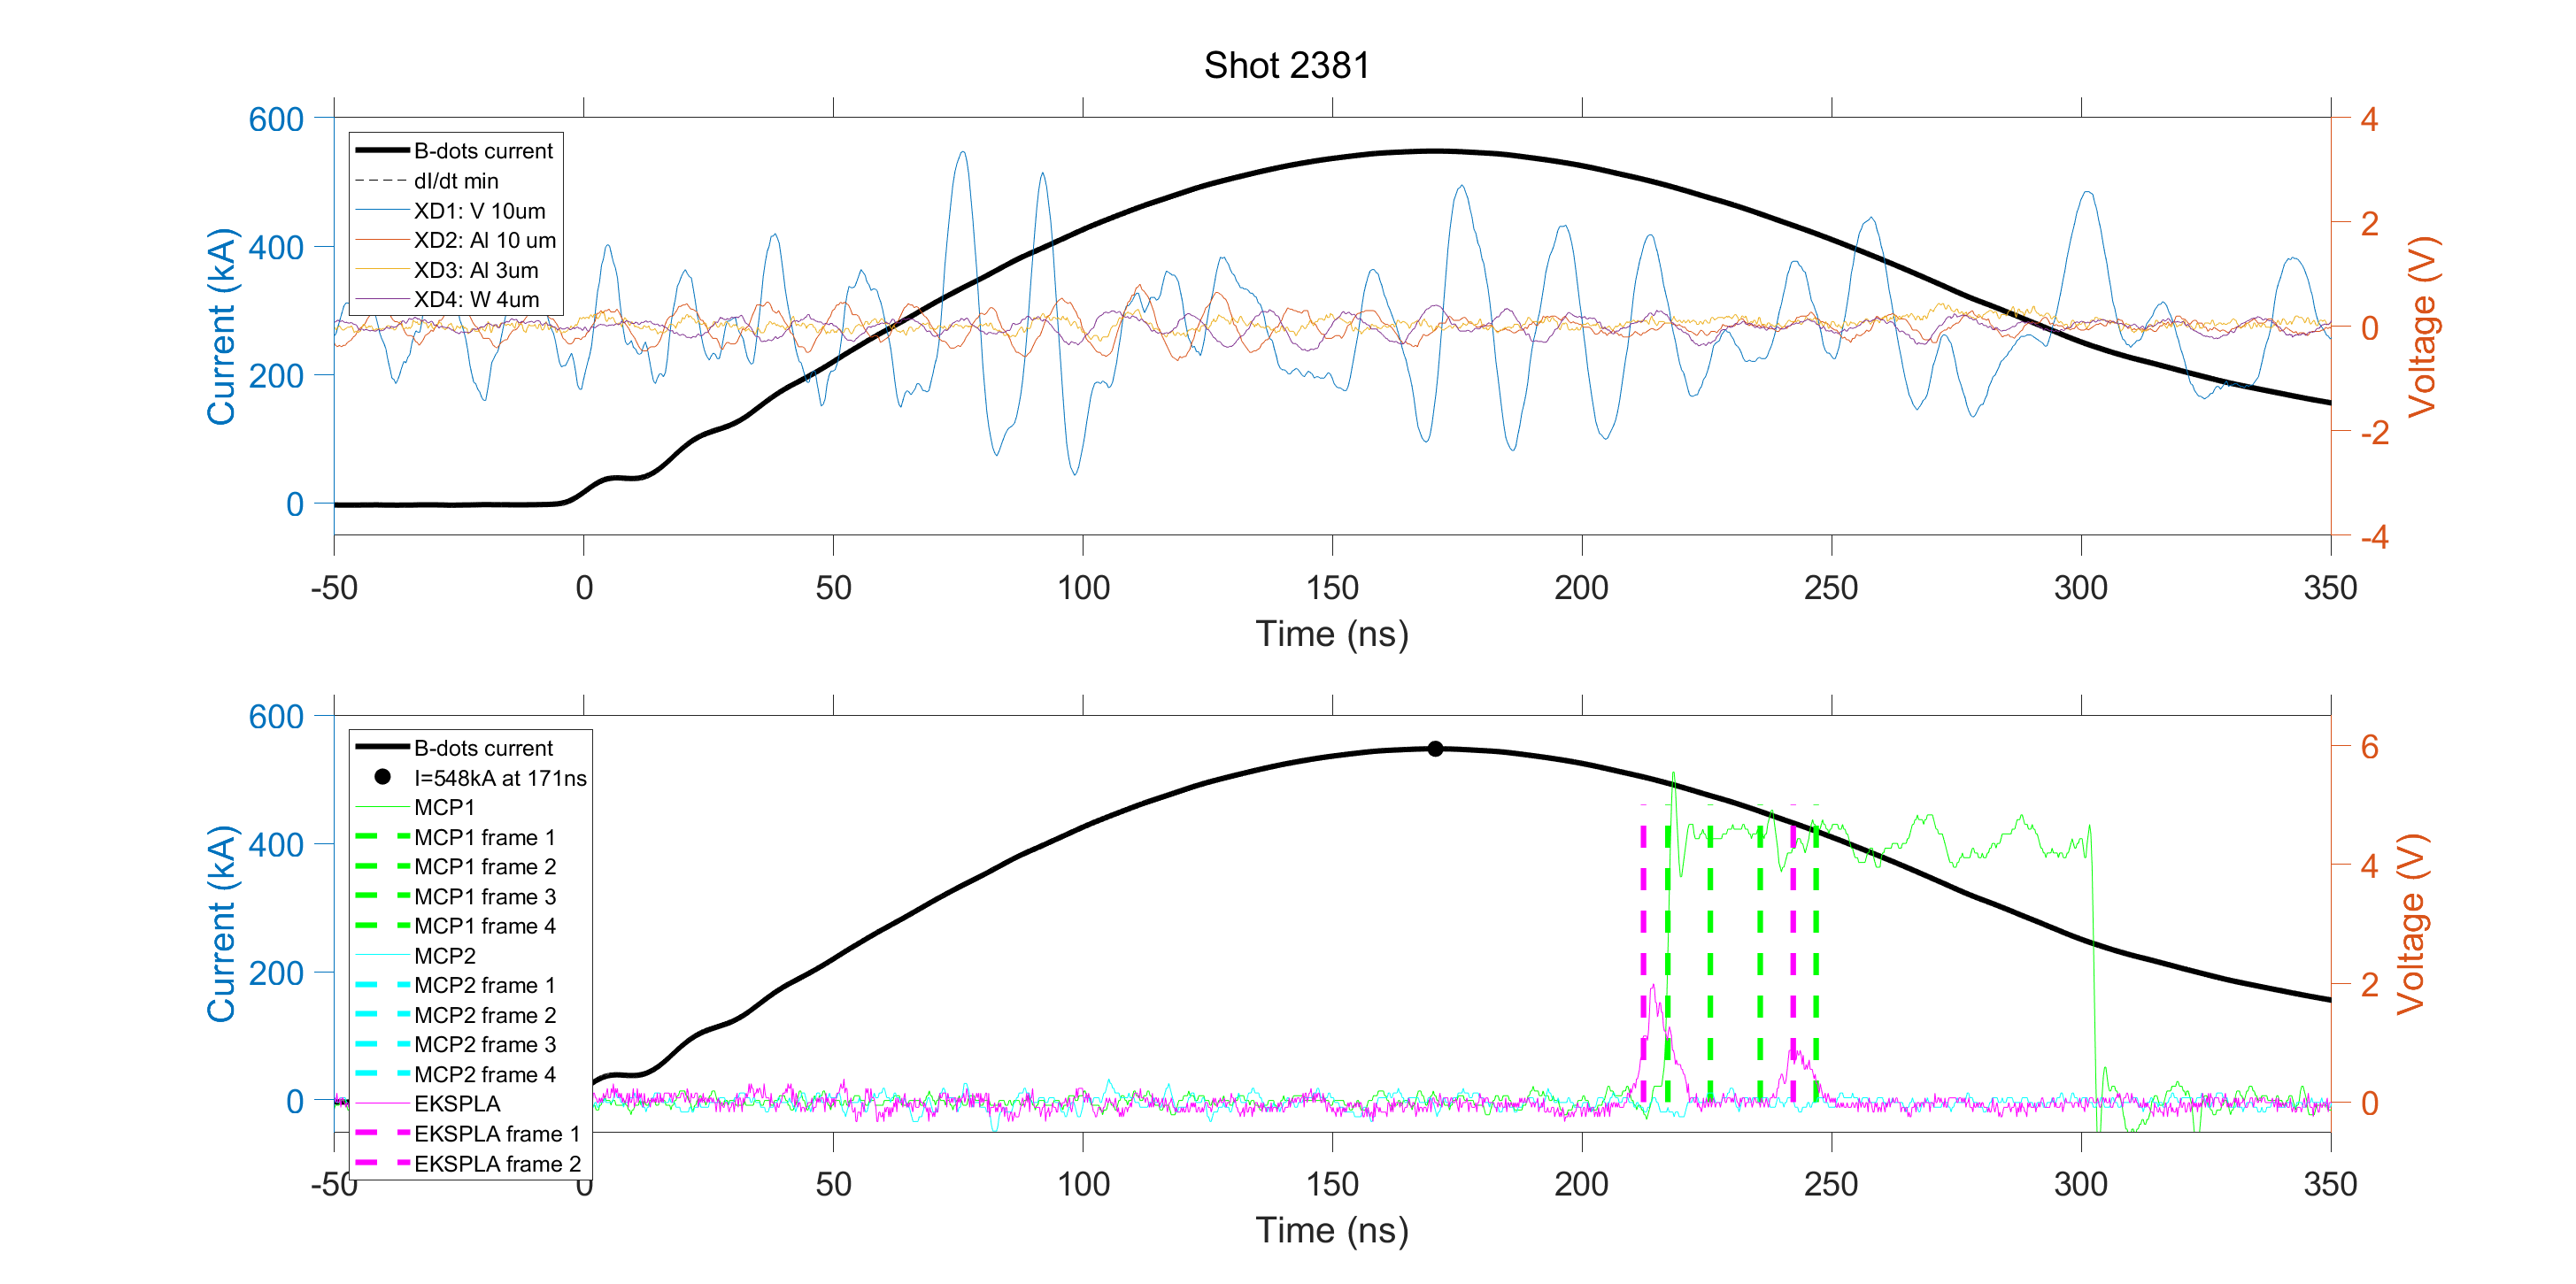 Shot 2381
600
400
200
0
Current (kA)
4
2
0
-2
-4
Voltage (V)
B-dots current
dI/dt min
XD1: V 10um
XD2: Al 10 um
XD3: Al 3um
XD4: W 4um
-50 0 50 100 150 200 250 300 350
Time (ns)
600
400
200
0
Current (kA)
6
4
2
0
Voltage (V)
B-dots current
I=548kA at 171ns
MCP1
MCP1 frame 1
MCP1 frame 2
MCP1 frame 3
MCP1 frame 4
MCP2
MCP2 frame 1
MCP2 frame 2
MCP2 frame 3
MCP2 frame 4
EKSPLA
EKSPLA frame 1
EKSPLA frame 2
-50 0 50 100 150 200 250 300 350
Time (ns)